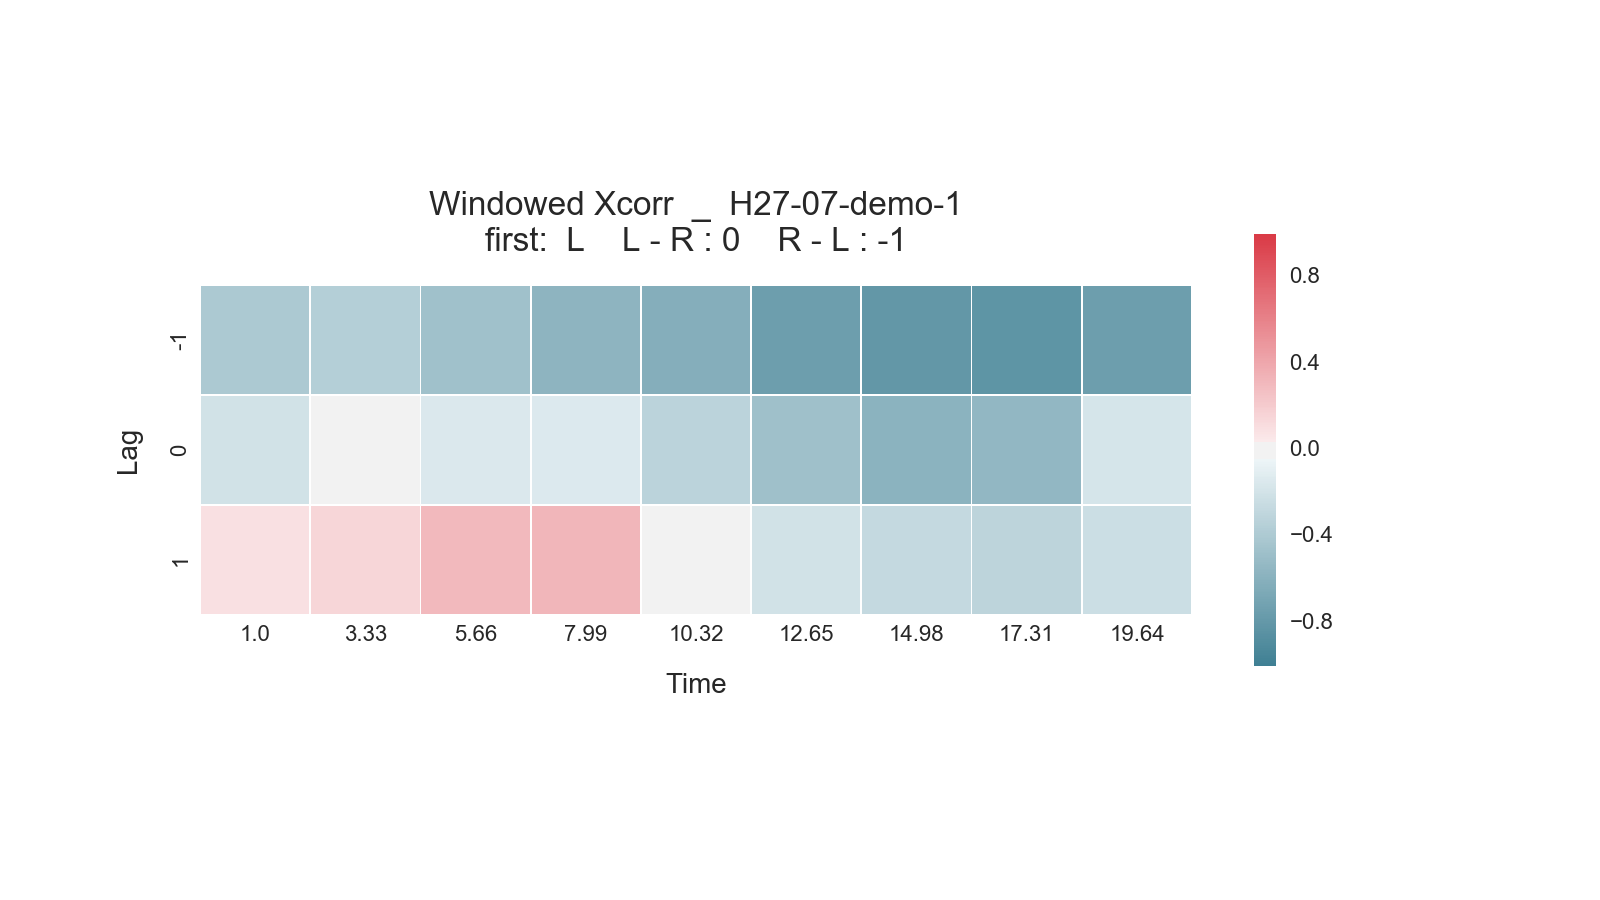 Windowed Xcorr _ H27-07-demo-1
first: L L - R : 0 R - L : -1
0.8
0.4
0.0
−0.4
−0.8
Lag
-1
0
1
1.0 3.33 5.66 7.99 10.32 12.65 14.98 17.31 19.64
Time